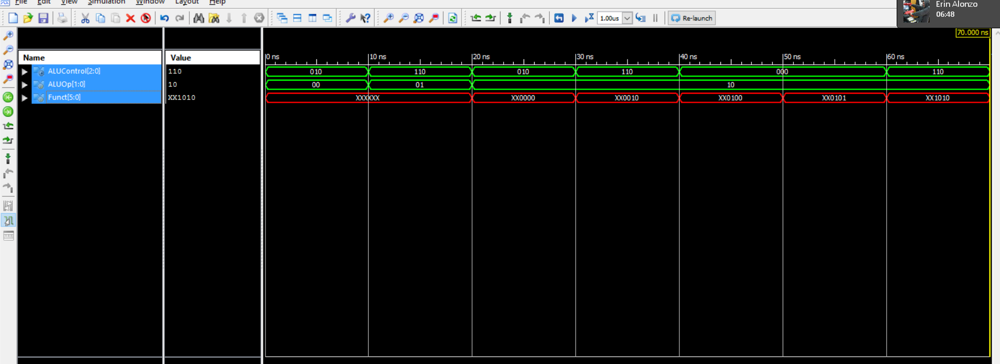 File Edit View Simulation Window Layout Help
Erin Alonzo
06:48
1.00us Re-launch
70.000 ns
Name Value
0 ns 10 ns 20 ns 30 ns 40 ns 50 ns 60 ns
ALUControl[2:0] 110 010 110 010 110 000 110
ALUOp[1:0] 10 00 01 10
Funct[5:0] XX1010 XXXXXX XX0000 XX0010 XX0100 XX0101 XX1010